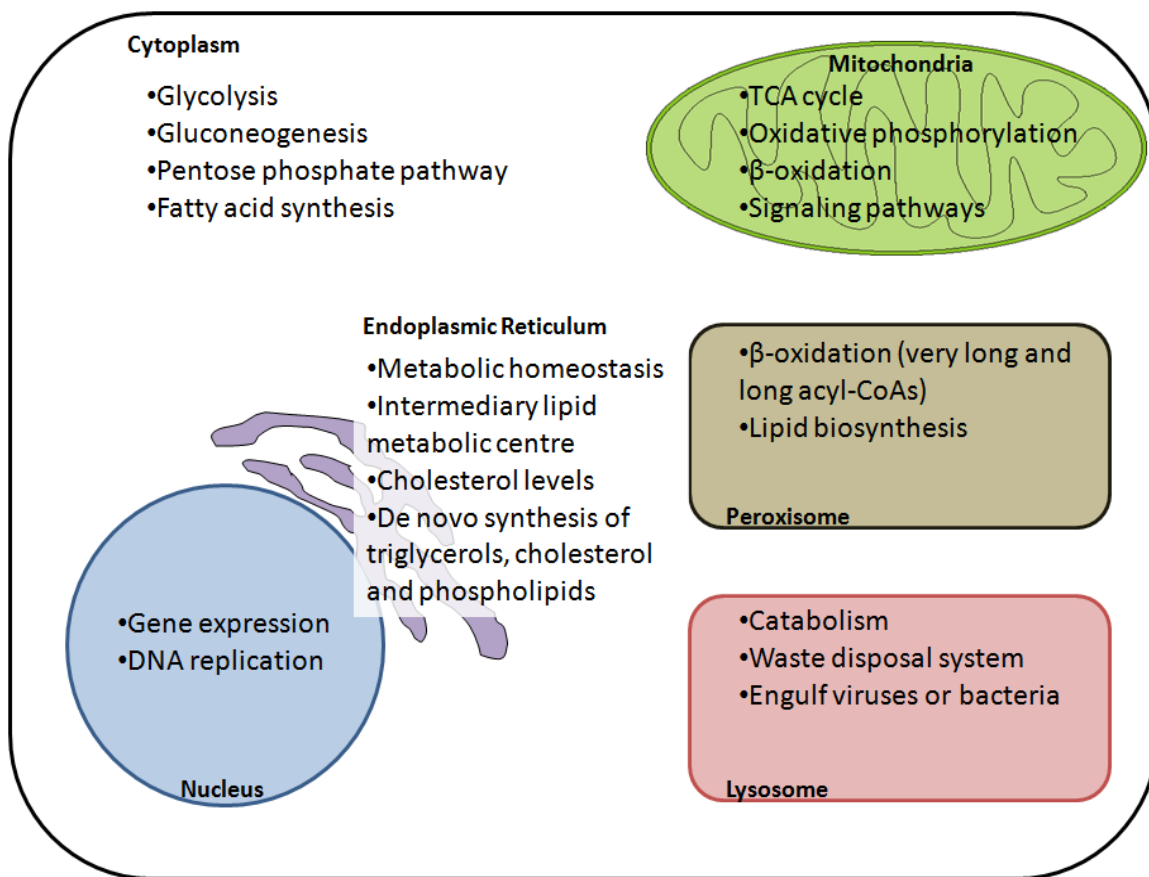 Cytoplasm
•Glycolysis
•Gluconeogenesis
•Pentose phosphate pathway
•Fatty acid synthesis
Mitochondria
•TCA cycle
•Oxidative phosphorylation
•β-oxidation
•Signaling pathways
Endoplasmic Reticulum
•Metabolic homeostasis
•Intermediary lipid
metabolic centre
•Cholesterol levels
•De novo synthesis of
triglycerols, cholesterol
and phospholipids
•β-oxidation (very long and
long acyl-CoAs)
•Lipid biosynthesis
Peroxisome
•Gene expression
•DNA replication
Nucleus
•Catabolism
•Waste disposal system
•Engulf viruses or bacteria
Lysosome